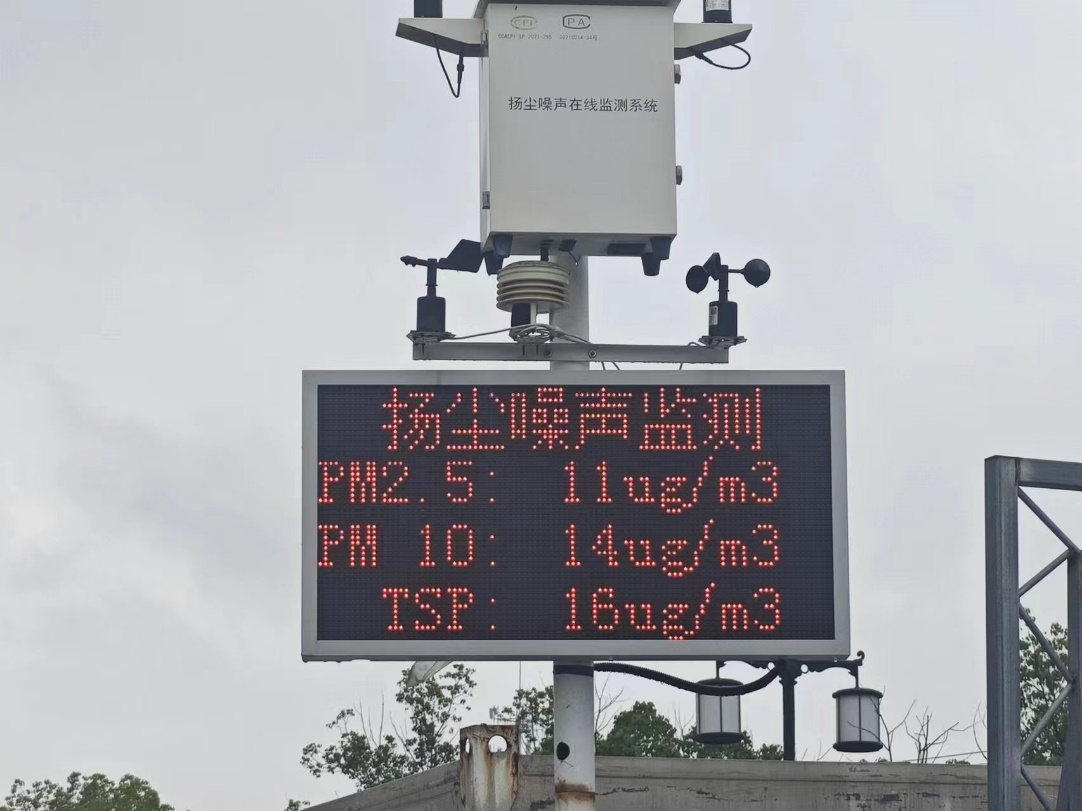 CPA
扬尘噪声在线监测系统
扬尘噪声监测
PM2.5: 11ug/m3
PM 10: 14ug/m3
TSP: 16ug/m3